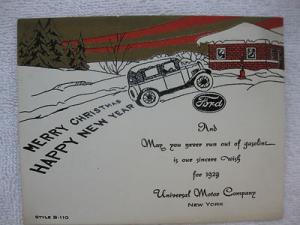 MERRY CHRISTMAS
HAPPY NEW YEAR
Ford
And
May you never run out of gasoline
is our sincere wish
for 1929
Universal Motor Company
NEW YORK
STYLE B-110